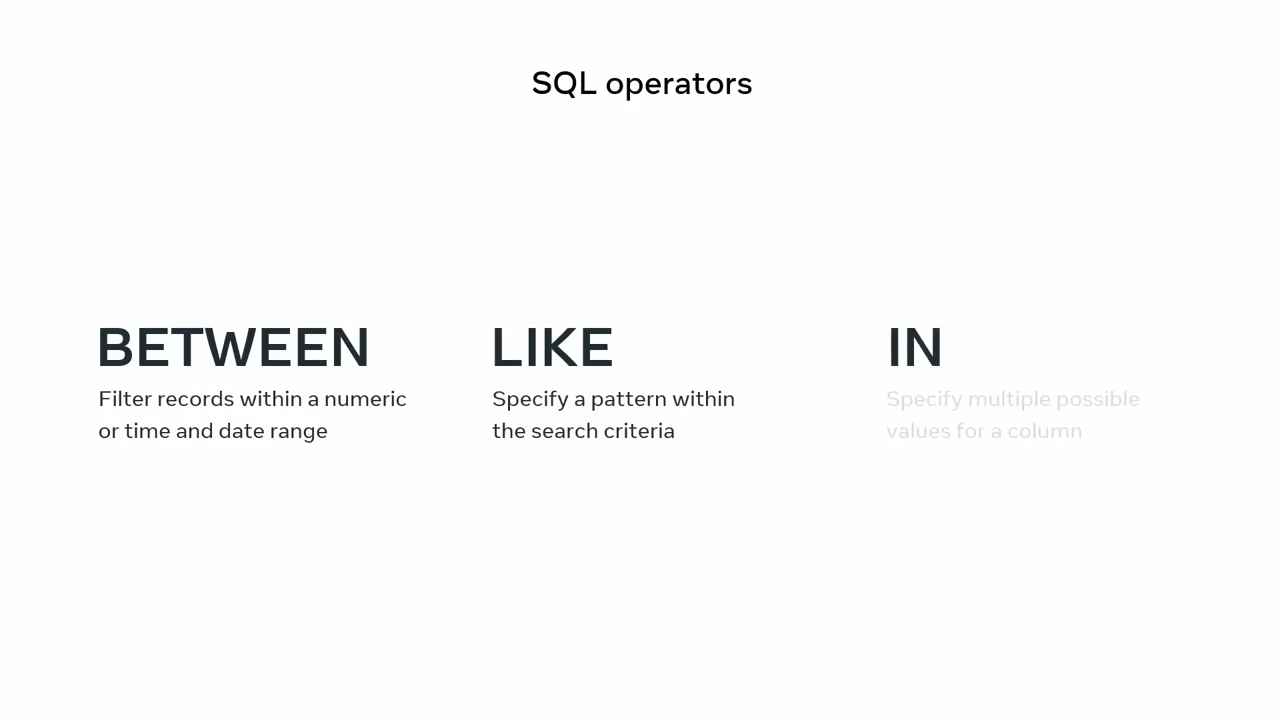 SQL operators
BETWEEN
Filter records within a numeric
or time and date range
LIKE
Specify a pattern within
the search criteria
IN
Specify multiple possible
values for a column